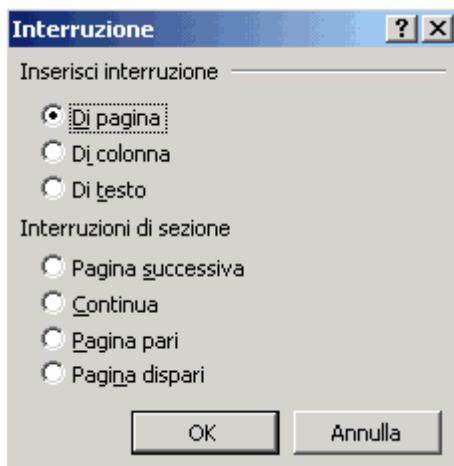 Interruzione
Inserisci interruzione
Di pagina
Di colonna
Di testo
Interruzioni di sezione
Pagina successiva
Continua
Pagina pari
Pagina dispari
OK Annulla